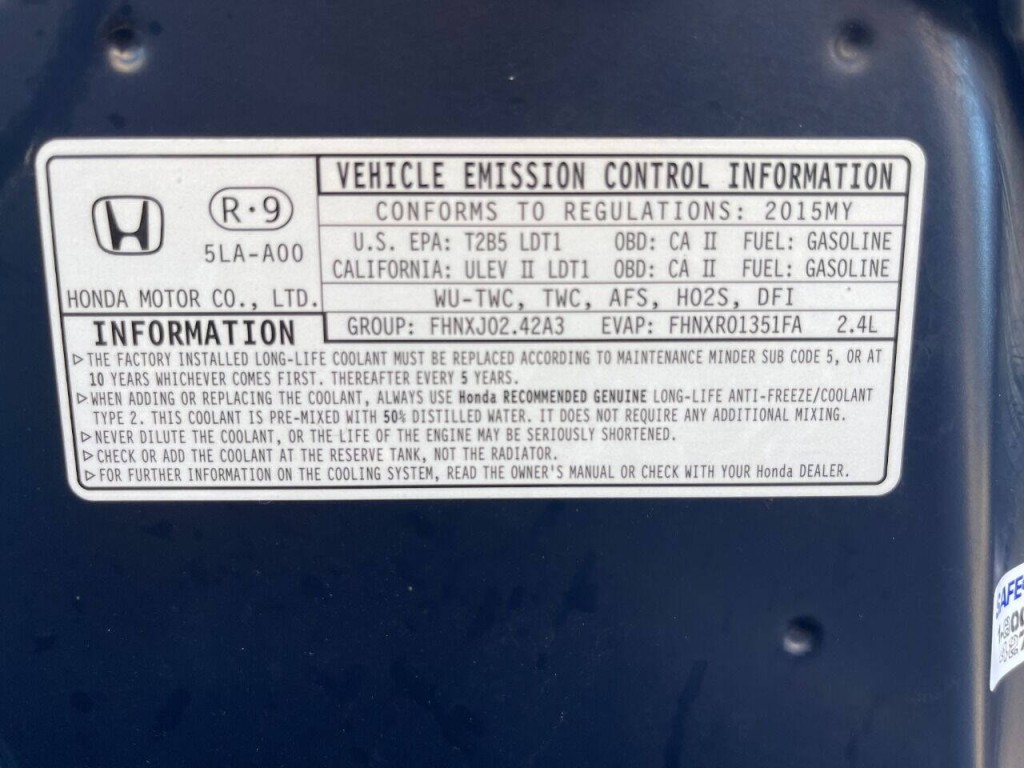 R·9
5LA-A00
HONDA MOTOR CO., LTD.
VEHICLE EMISSION CONTROL INFORMATION
CONFORMS TO REGULATIONS: 2015MY
U.S. EPA: T2B5 LDT1 OBD: CA II FUEL: GASOLINE
CALIFORNIA: ULEV II LDT1 OBD: CA II FUEL: GASOLINE
WU-TWC, TWC, AFS, HO2S, DFI
GROUP: FHNXJ02.42A3 EVAP: FHNXR01351FA 2.4L
INFORMATION
▷THE FACTORY INSTALLED LONG-LIFE COOLANT MUST BE REPLACED ACCORDING TO MAINTENANCE MINDER SUB CODE 5, OR AT
10 YEARS WHICHEVER COMES FIRST. THEREAFTER EVERY 5 YEARS.
▷WHEN ADDING OR REPLACING THE COOLANT, ALWAYS USE Honda RECOMMENDED GENUINE LONG-LIFE ANTI-FREEZE/COOLANT
TYPE 2. THIS COOLANT IS PRE-MIXED WITH 50% DISTILLED WATER. IT DOES NOT REQUIRE ANY ADDITIONAL MIXING.
▷NEVER DILUTE THE COOLANT, OR THE LIFE OF THE ENGINE MAY BE SERIOUSLY SHORTENED.
▷CHECK OR ADD THE COOLANT AT THE RESERVE TANK, NOT THE RADIATOR.
▷FOR FURTHER INFORMATION ON THE COOLING SYSTEM, READ THE OWNER'S MANUAL OR CHECK WITH YOUR Honda DEALER.